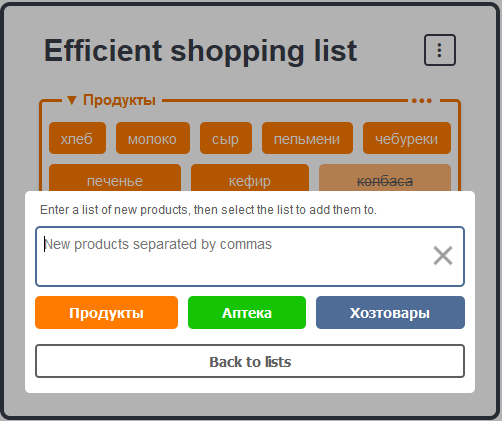 Efficient shopping list
▼ Продукты
хлеб молоко сыр пельмени чебуреки
печенье кефир колбаса
Enter a list of new products, then select the list to add them to.
New products separated by commas
Продукты Аптека Хозтовары
Back to lists